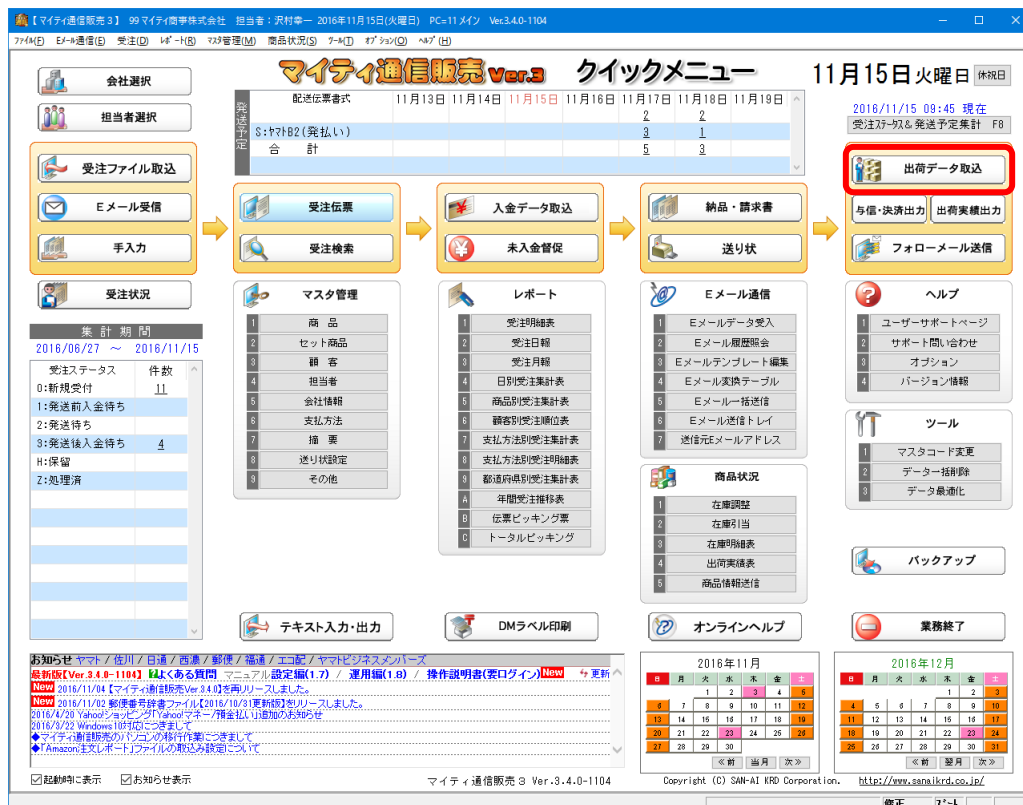 【マイティ通信販売３】 99 マイティ商事株式会社 担当者：沢村幸一 2016年11月15日(火曜日) PC=11 メイン Ver.3.4.0-1104
ﾌｧｲﾙ(F) Eﾒｰﾙ通信(E) 受注(D) ﾚﾎﾟｰﾄ(R) ﾏｽﾀ管理(M) 商品状況(S) ﾂｰﾙ(T) ｵﾌﾟｼｮﾝ(O) ﾍﾙﾌﾟ(H)
マイティ通信販売 Ver.3 クイックメニュー
11月15日火曜日 休祝日
2016/11/15 09:45 現在
受注ｽﾃｰﾀｽ&発送予定集計 F8
会社選択
担当者選択
発送予定
配送伝票書式 11月13日 11月14日 11月15日 11月16日 11月17日 11月18日 11月19日
2 2
S:ﾔﾏﾄB2(発払い) 3 1
合 計 5 3
受注ファイル取込
Ｅメール受信
手入力
受注伝票
受注検索
入金データ取込
未入金督促
納品・請求書
送り状
出荷データ取込
与信・決済出力 出荷実績出力
フォローメール送信
受注状況
集計期間
2016/06/27 ～ 2016/11/15
受注ステータス 件数
0:新規受付 11
1:発送前入金待ち
2:発送待ち
3:発送後入金待ち 4
H:保留
Z:処理済
マスタ管理
1 商 品
2 セット商品
3 顧 客
4 担当者
5 会社情報
6 支払方法
7 摘 要
8 送り状設定
9 その他
レポート
1 受注明細表
2 受注日報
3 受注月報
4 日別受注集計表
5 商品別受注集計表
6 顧客別受注順位表
7 支払方法別受注集計表
8 支払方法別受注明細表
9 都道府県別受注集計表
A 年間受注推移表
B 伝票ピッキング票
C トータルピッキング
Ｅメール通信
1 Ｅメールデータ受入
2 Ｅメール履歴照会
3 Ｅメールテンプレート編集
4 Ｅメール変換テーブル
5 Ｅメール一括送信
6 Ｅメール送信トレイ
7 送信元Ｅメールアドレス
商品状況
1 在庫調整
2 在庫引当
3 在庫明細表
4 出荷実績表
5 商品情報送信
ヘルプ
1 ユーザーサポートページ
2 サポート問い合わせ
3 オプション
4 バージョン情報
ツール
1 マスタコード変更
2 データ一括削除
3 データ最適化
バックアップ
テキスト入力・出力
DMラベル印刷
オンラインヘルプ
業務終了
お知らせ ヤマト / 佐川 / 日通 / 西濃 / 郵便 / 福通 / エコ配 / ヤマトビジネスメンバーズ
最新版【Ver.3.4.0-1104】 よくある質問 マニュアル設定編(1.7) / 運用編(1.8) / 操作説明書(要ログイン) New 更新
New 2016/11/04 【マイティ通信販売Ver.3.4.0】を再リリースしました。
New 2016/11/02 郵便番号辞書ファイル【2016/10/31更新版】をリリースしました。
2016/4/20 Yahoo!ショッピング「Yahoo!マネー/預金払い」追加のお知らせ
2016/3/22 Windows10対応につきまして
◆マイティ通信販売のパソコンの移行作業につきまして
◆「Amazon注文レポート」ファイルの取込み設定について
2016年11月
日 月 火 水 木 金 土
1 2 3 4 5
6 7 8 9 10 11 12
13 14 15 16 17 18 19
20 21 22 23 24 25 26
27 28 29 30
≪前 当月 次≫
2016年12月
日 月 火 水 木 金 土
1 2 3
4 5 6 7 8 9 10
11 12 13 14 15 16 17
18 19 20 21 22 23 24
25 26 27 28 29 30 31
≪前 翌月 次≫
起動時に表示 お知らせ表示
マイティ通信販売３ Ver.3.4.0-1104
Copyright (C) SAN-AI KRD Corporation. http://www.sanaikrd.co.jp/